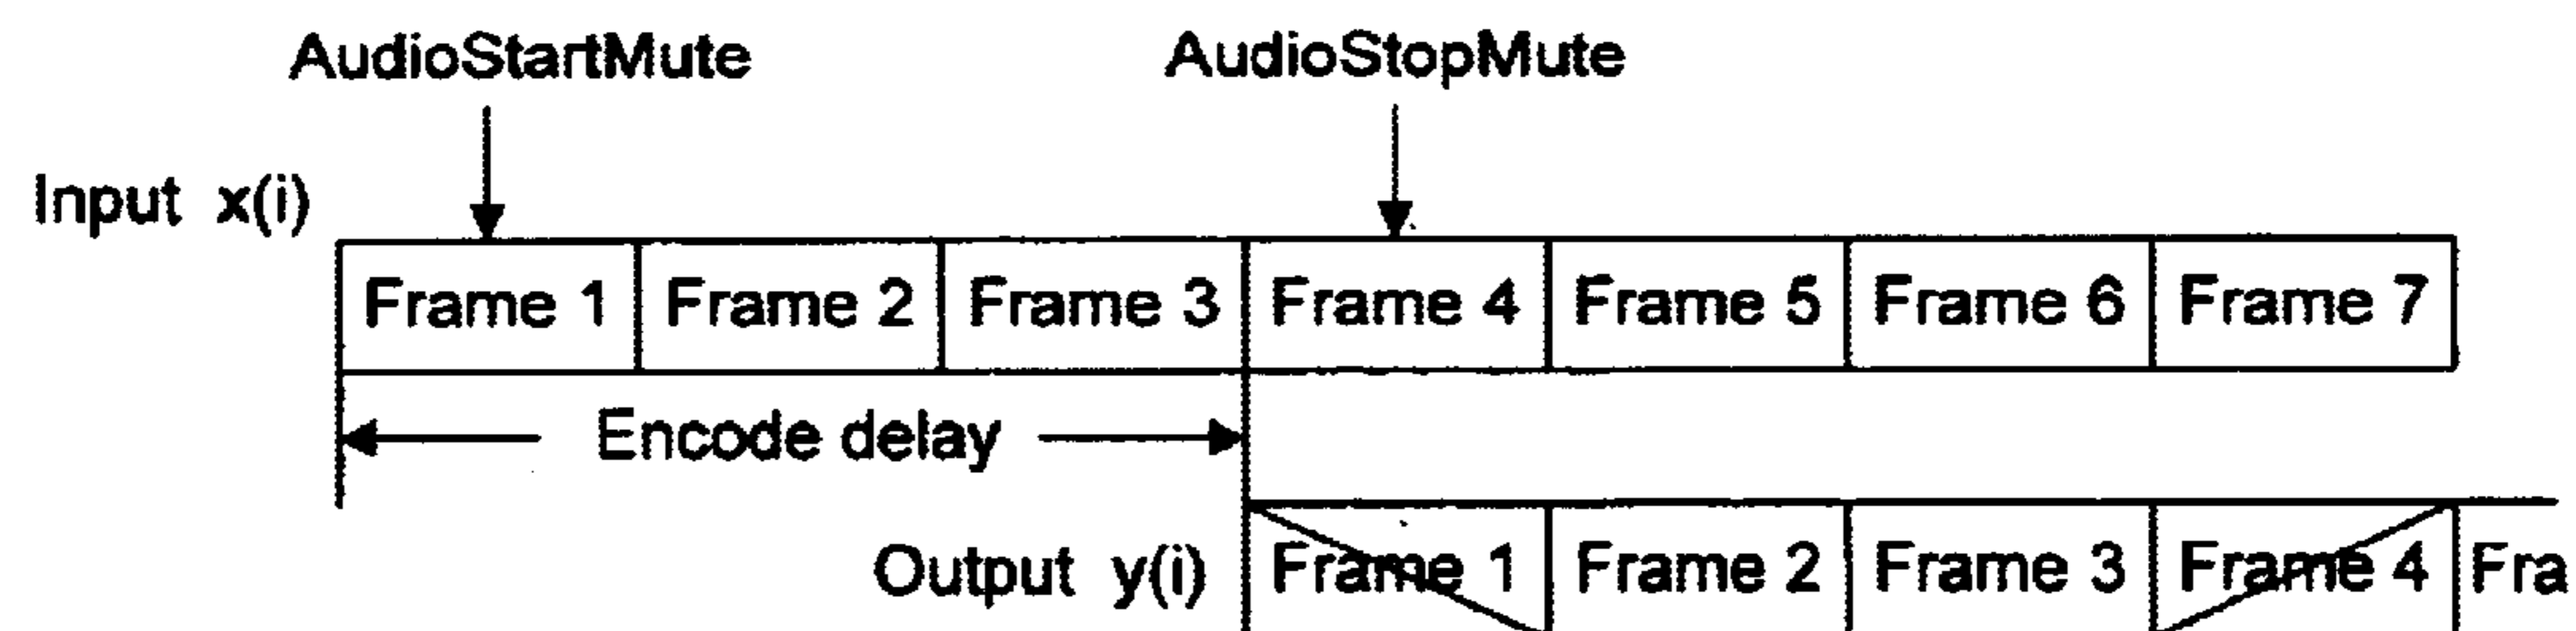 AudioStartMute AudioStopMute
Input x(i)
Frame 1 Frame 2 Frame 3 Frame 4 Frame 5 Frame 6 Frame 7
Encode delay
Output y(i) Frame 1 Frame 2 Frame 3 Frame 4 Fra